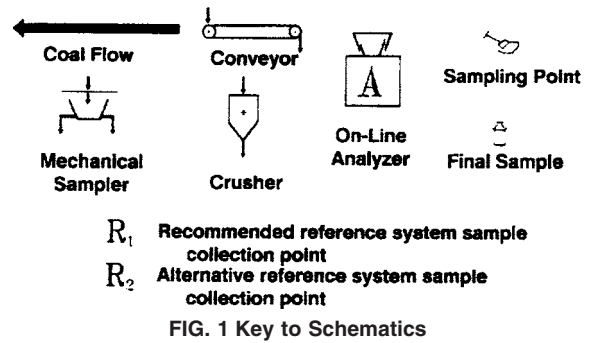 Coal Flow
Conveyor
A
Sampling Point
Mechanical
Sampler
Crusher
On-Line
Analyzer
Final Sample
R₁ Recommended reference system sample
collection point
R₂ Alternative reference system sample
collection point
FIG. 1 Key to Schematics